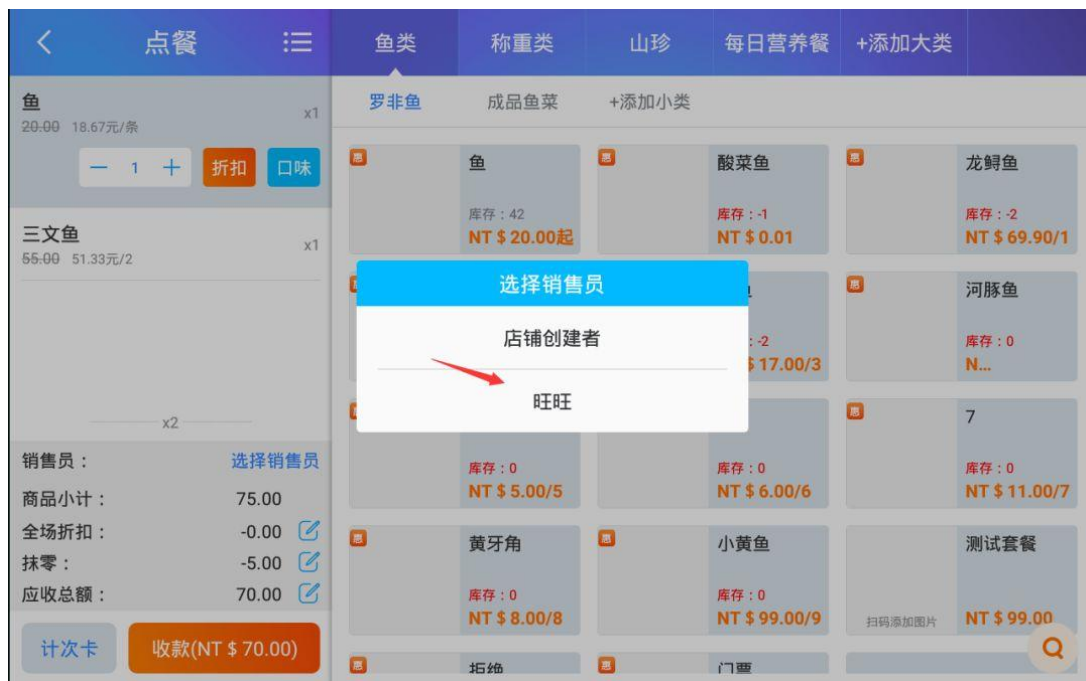 点餐
鱼类 称重类 山珍 每日营养餐 +添加大类
罗非鱼 成品鱼菜 +添加小类
鱼 x1
20.00 18.67元/条
— 1 + 折扣 口味
三文鱼 x1
55.00 51.33元/2
x2
销售员： 选择销售员
商品小计： 75.00
全场折扣： -0.00
抹零： -5.00
应收总额： 70.00
计次卡 收款(NT $ 70.00)
惠 鱼
库存：42
NT $ 20.00起
惠 酸菜鱼
库存：-1
NT $ 0.01
惠 龙鲟鱼
库存：-2
NT $ 69.90/1
选择销售员
店铺创建者
旺旺
: -2
$ 17.00/3
惠 河豚鱼
库存：0
N...
库存：0
NT $ 5.00/5
库存：0
NT $ 6.00/6
惠 7
库存：0
NT $ 11.00/7
惠 黄牙角
库存：0
NT $ 8.00/8
惠 小黄鱼
库存：0
NT $ 99.00/9
测试套餐
扫码添加图片 NT $ 99.00
惠 拒绝
惠 门票